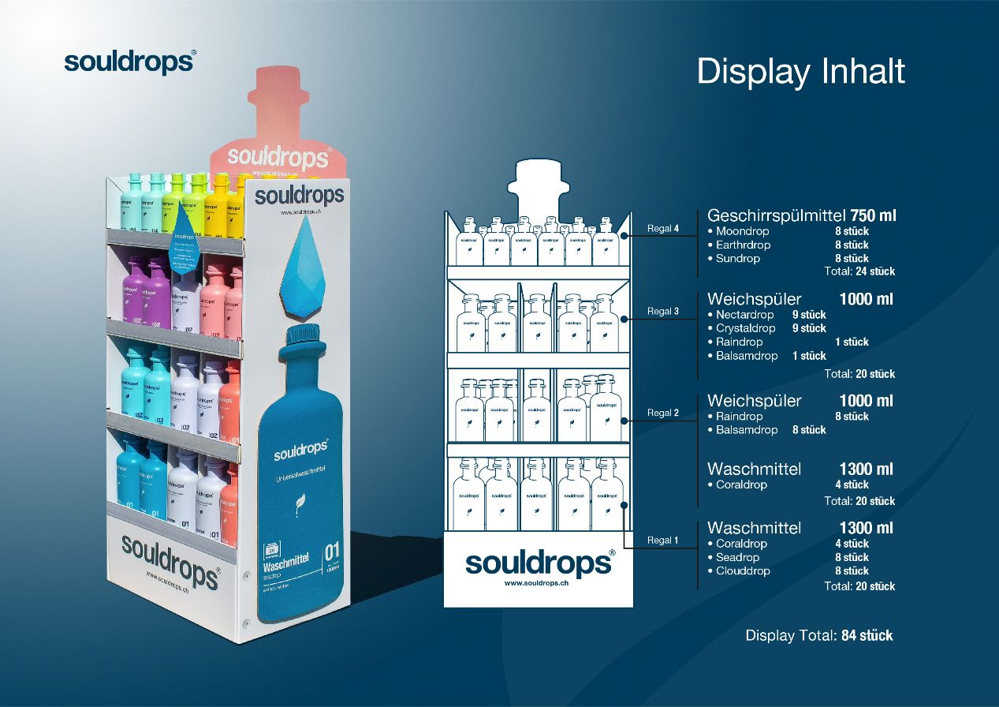 souldrops®
Display Inhalt
souldrops®
www.souldrops.ch
souldrops
www.souldrops.ch
souldrops
Universalwaschmittel
20
Waschmittel
seadrop
einfach. sauber.
01
1300ml
souldrops®
www.souldrops.ch
souldrops®
www.souldrops.ch
Regal 4
Geschirrspülmittel 750 ml
• Moondrop 8 stück
• Earthrdrop 8 stück
• Sundrop 8 stück
Total: 24 stück
Regal 3
Weichspüler 1000 ml
• Nectardrop 9 stück
• Crystaldrop 9 stück
• Raindrop 1 stück
• Balsamdrop 1 stück
Total: 20 stück
Regal 2
Weichspüler 1000 ml
• Raindrop 8 stück
• Balsamdrop 8 stück
Waschmittel 1300 ml
• Coraldrop 4 stück
Total: 20 stück
Regal 1
Waschmittel 1300 ml
• Coraldrop 4 stück
• Seadrop 8 stück
• Clouddrop 8 stück
Total: 20 stück
Display Total: 84 stück